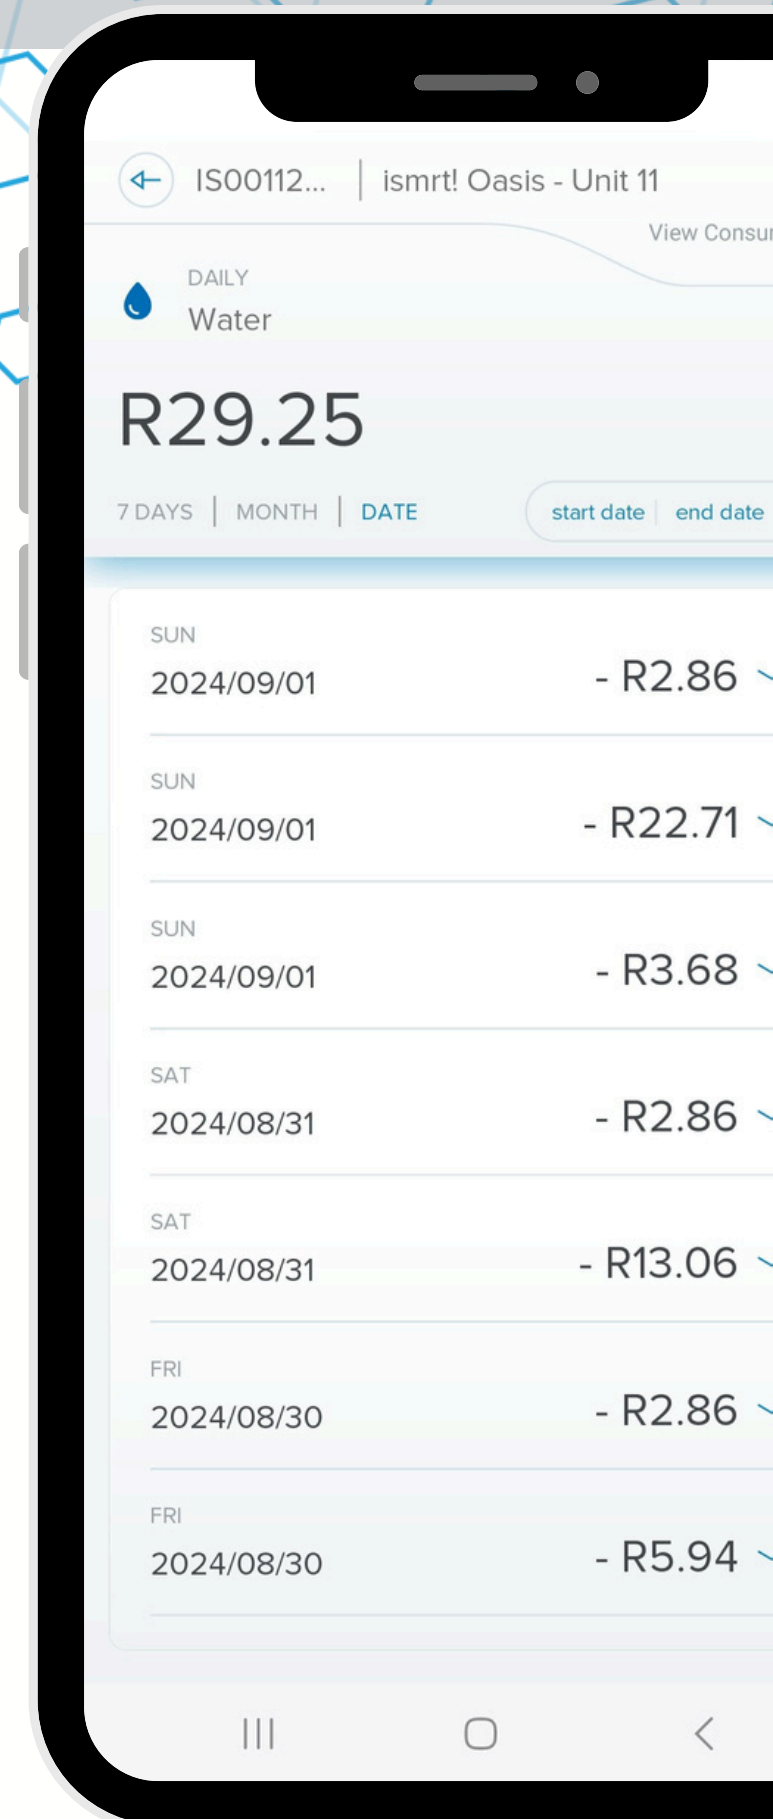 IS00112... | ismrt! Oasis - Unit 11
View Consu
DAILY
Water
R29.25
7 DAYS | MONTH | DATE
start date | end date
SUN
2024/09/01 - R2.86
SUN
2024/09/01 - R22.71
SUN
2024/09/01 - R3.68
SAT
2024/08/31 - R2.86
SAT
2024/08/31 - R13.06
FRI
2024/08/30 - R2.86
FRI
2024/08/30 - R5.94